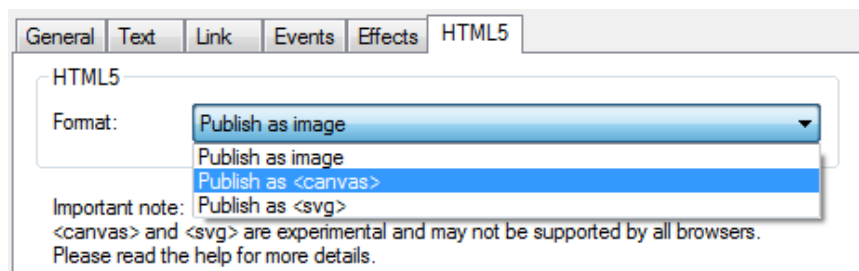 General Text Link Events Effects HTML5
HTML5
Format: Publish as image
Publish as image
Publish as <canvas>
Important note: Publish as <svg>
<canvas> and <svg> are experimental and may not be supported by all browsers.
Please read the help for more details.